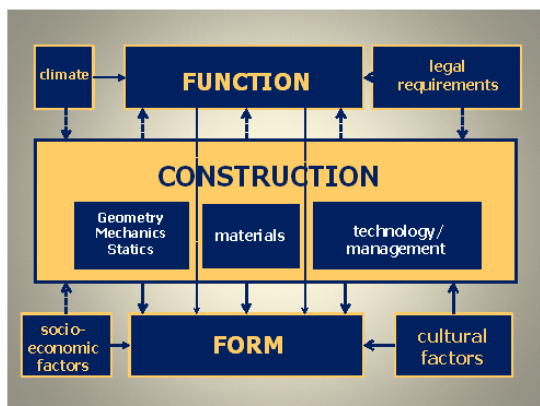 climate
FUNCTION
legal
requirements
CONSTRUCTION
Geometry
Mechanics
Statics
materials
technology/
management
socio-
economic
factors
FORM
cultural
factors